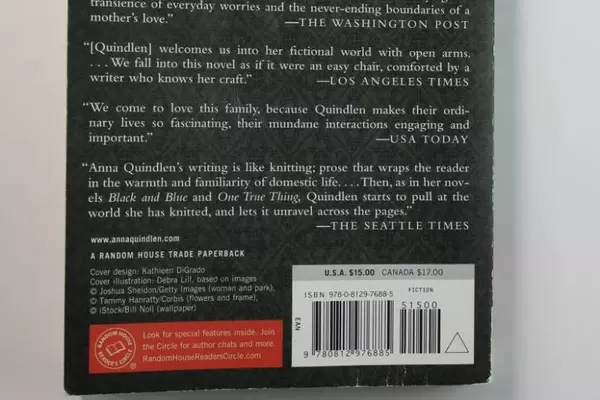 transience of everyday worries and the never-ending boundaries of a
mother's love." —THE WASHINGTON POST
"[Quindlen] welcomes us into her fictional world with open arms.
. . . We fall into this novel as if it were an easy chair, comforted by a
writer who knows her craft." —LOS ANGELES TIMES
"We come to love this family, because Quindlen makes their ordi-
nary lives so fascinating, their mundane interactions engaging and
important." —USA TODAY
"Anna Quindlen's writing is like knitting; prose that wraps the reader
in the warmth and familiarity of domestic life. . . . Then, as in her nov-
els Black and Blue and One True Thing, Quindlen starts to pull at the
world she has knitted, and lets it unravel across the pages."
—THE SEATTLE TIMES
www.annaquindlen.com
A RANDOM HOUSE TRADE PAPERBACK
Cover design: Kathleen DiGrado
Cover illustration: Debra Lill, based on images
© Joshua Sheldon/Getty Images (woman and park),
© Tammy Hanratty/Corbis (flowers and frame),
© iStock/Bill Noll (wallpaper)
RANDOM HOUSE
READER'S CIRCLE
Look for special features inside. Join
the Circle for author chats and more.
RandomHouseReadersCircle.com
U.S.A. $15.00 CANADA $17.00
ISBN 978-0-8129-7688-5
FICTION
51500
EAN
9 780812 976885